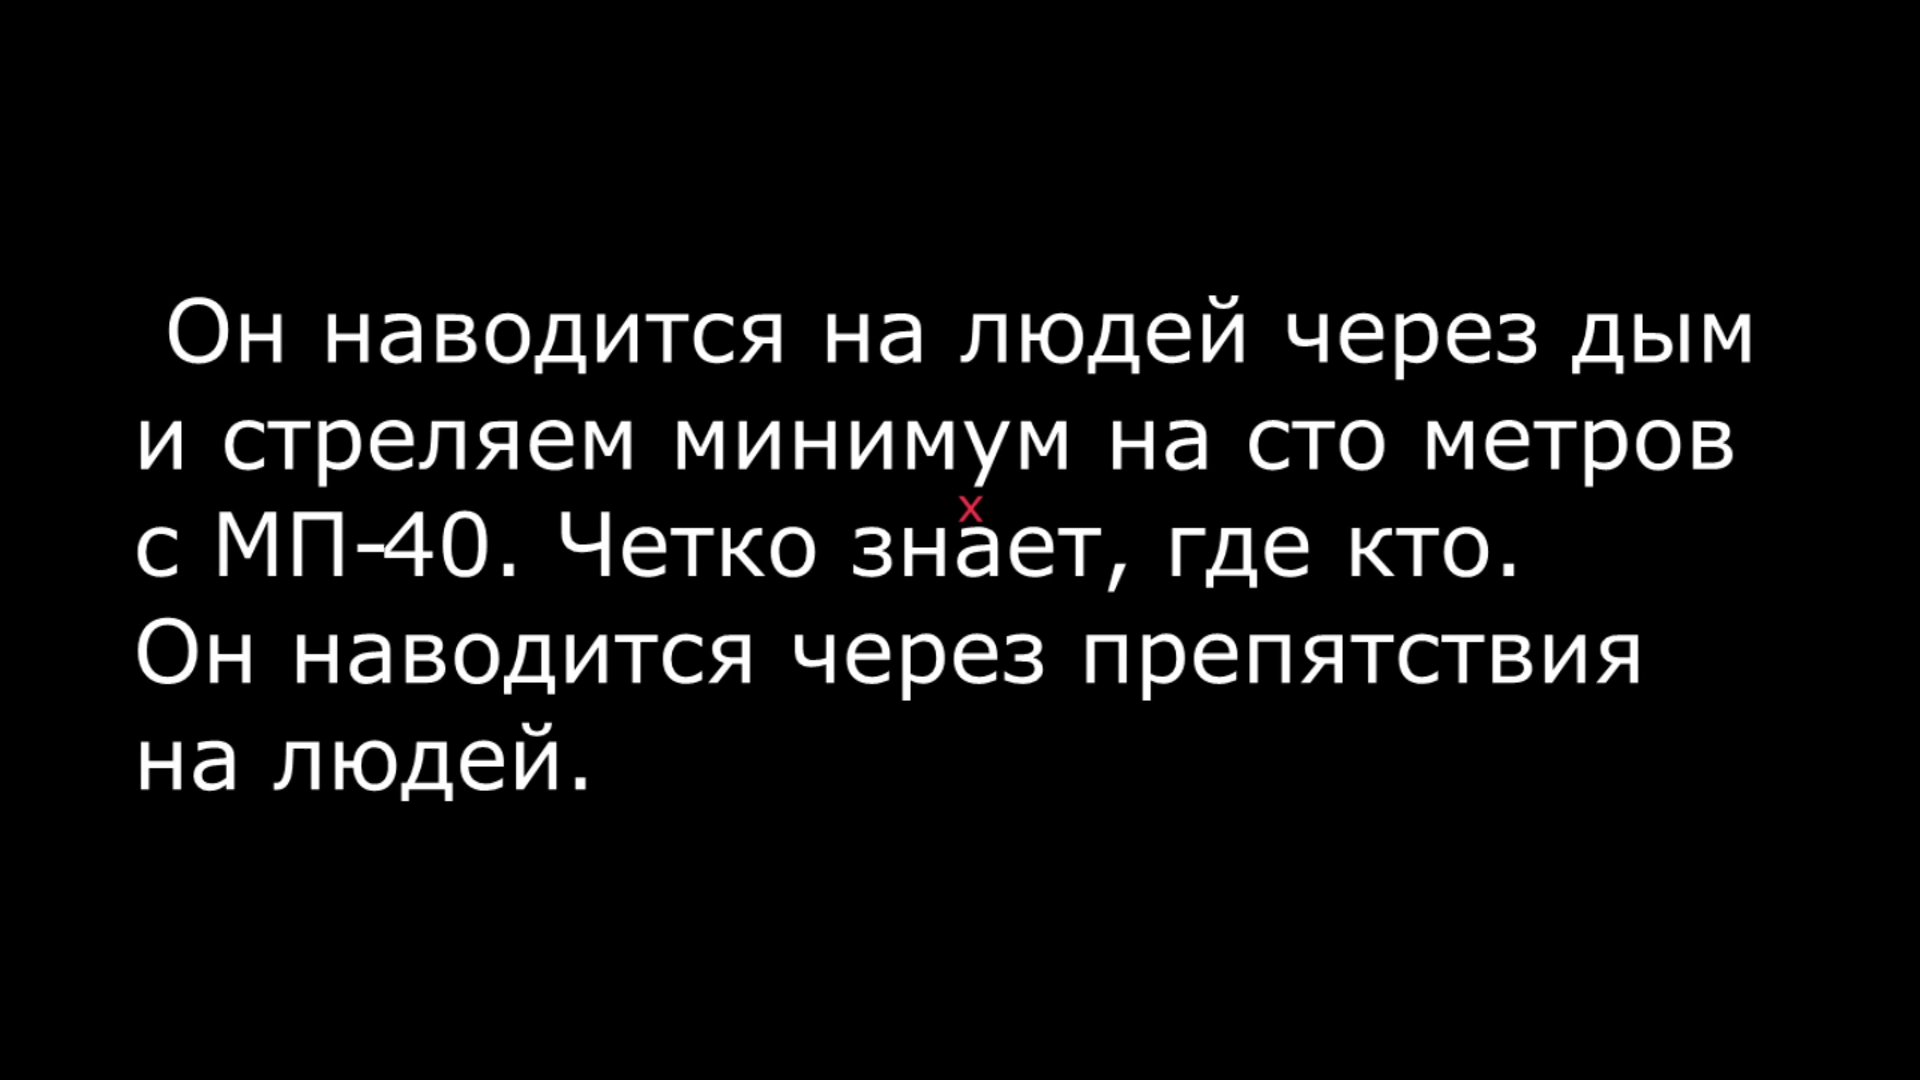 Он наводится на людей через дым
и стреляем минимум на сто метров
x
с МП-40. Четко знает, где кто.
Он наводится через препятствия
на людей.